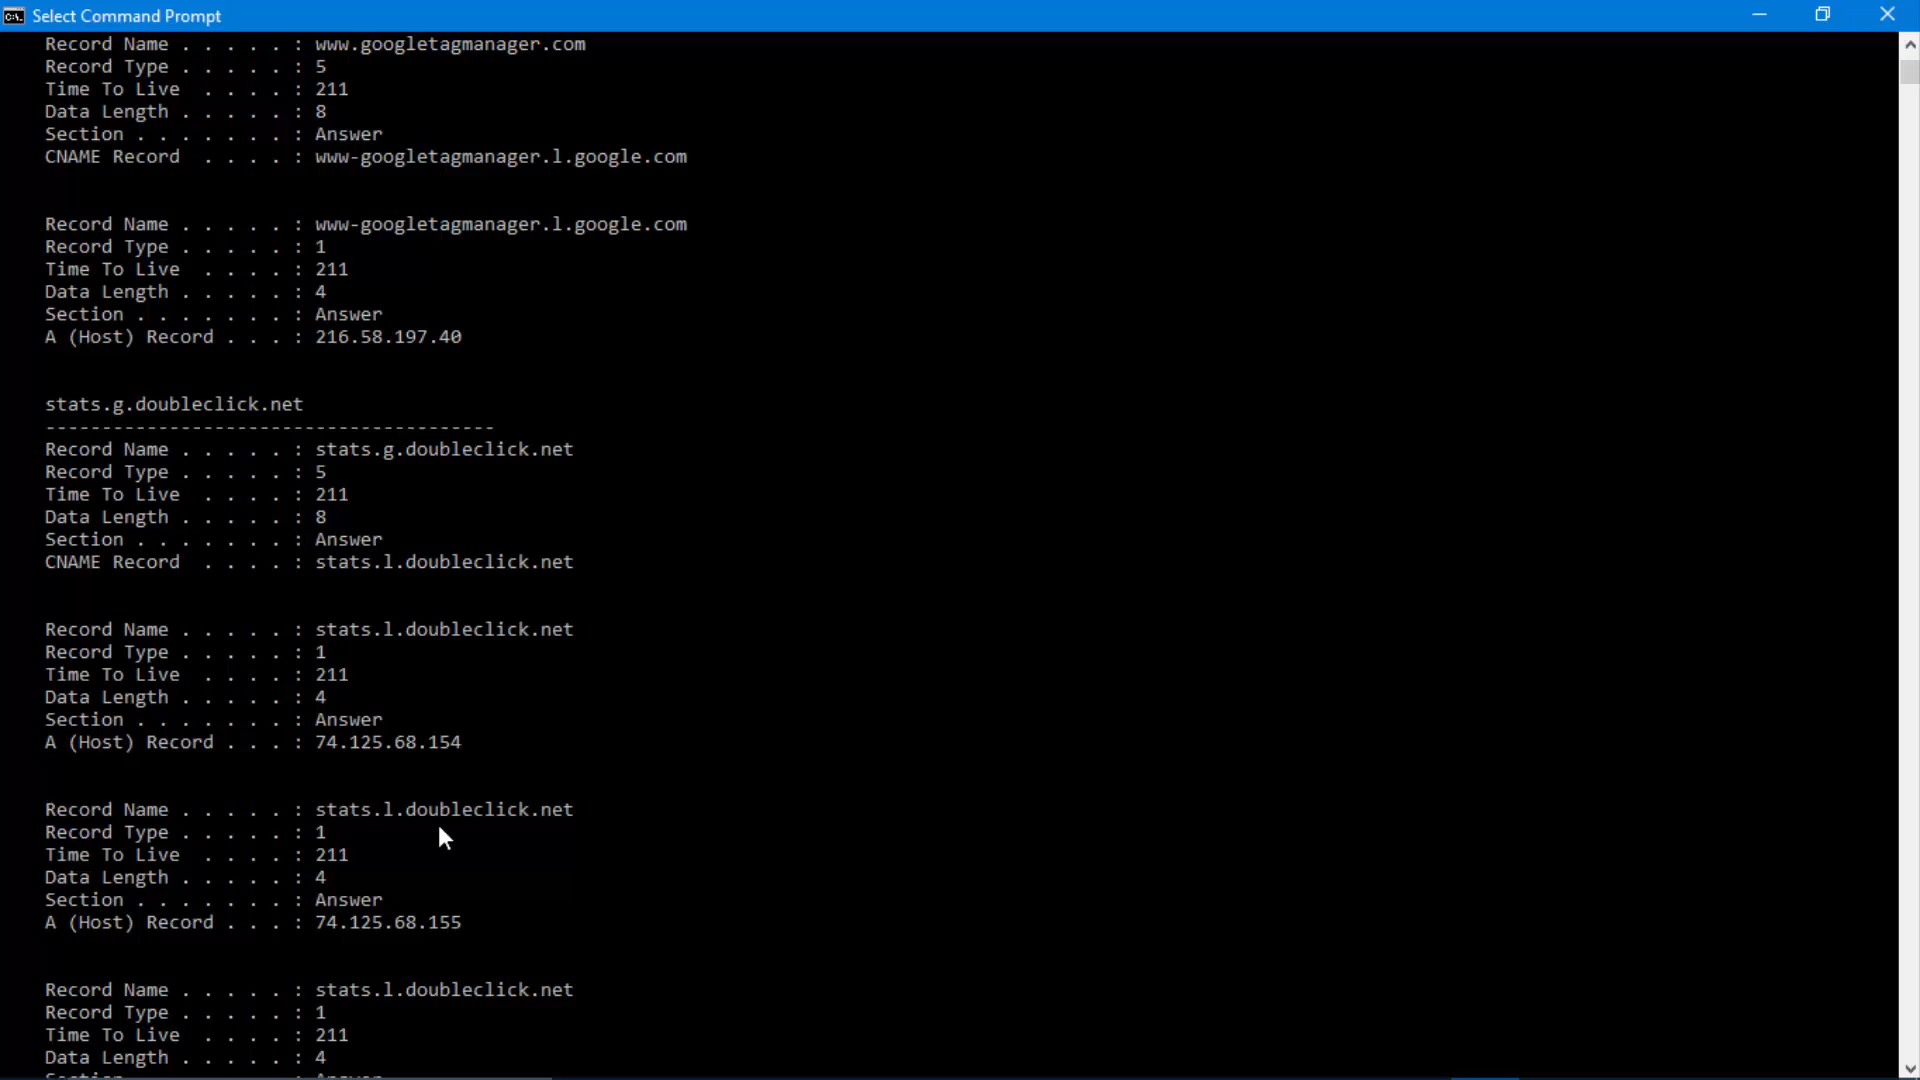 Select Command Prompt
Record Name . . . . . : www.googletagmanager.com
Record Type . . . . . : 5
Time To Live  . . . . : 211
Data Length . . . . . : 8
Section . . . . . . . : Answer
CNAME Record  . . . . : www-googletagmanager.l.google.com
Record Name . . . . . : www-googletagmanager.l.google.com
Record Type . . . . . : 1
Time To Live  . . . . : 211
Data Length . . . . . : 4
Section . . . . . . . : Answer
A (Host) Record . . . : 216.58.197.40
stats.g.doubleclick.net
----------------------------------------
Record Name . . . . . : stats.g.doubleclick.net
Record Type . . . . . : 5
Time To Live  . . . . : 211
Data Length . . . . . : 8
Section . . . . . . . : Answer
CNAME Record  . . . . : stats.l.doubleclick.net
Record Name . . . . . : stats.l.doubleclick.net
Record Type . . . . . : 1
Time To Live  . . . . : 211
Data Length . . . . . : 4
Section . . . . . . . : Answer
A (Host) Record . . . : 74.125.68.154
Record Name . . . . . : stats.l.doubleclick.net
Record Type . . . . . : 1
Time To Live  . . . . : 211
Data Length . . . . . : 4
Section . . . . . . . : Answer
A (Host) Record . . . : 74.125.68.155
Record Name . . . . . : stats.l.doubleclick.net
Record Type . . . . . : 1
Time To Live  . . . . : 211
Data Length . . . . . : 4